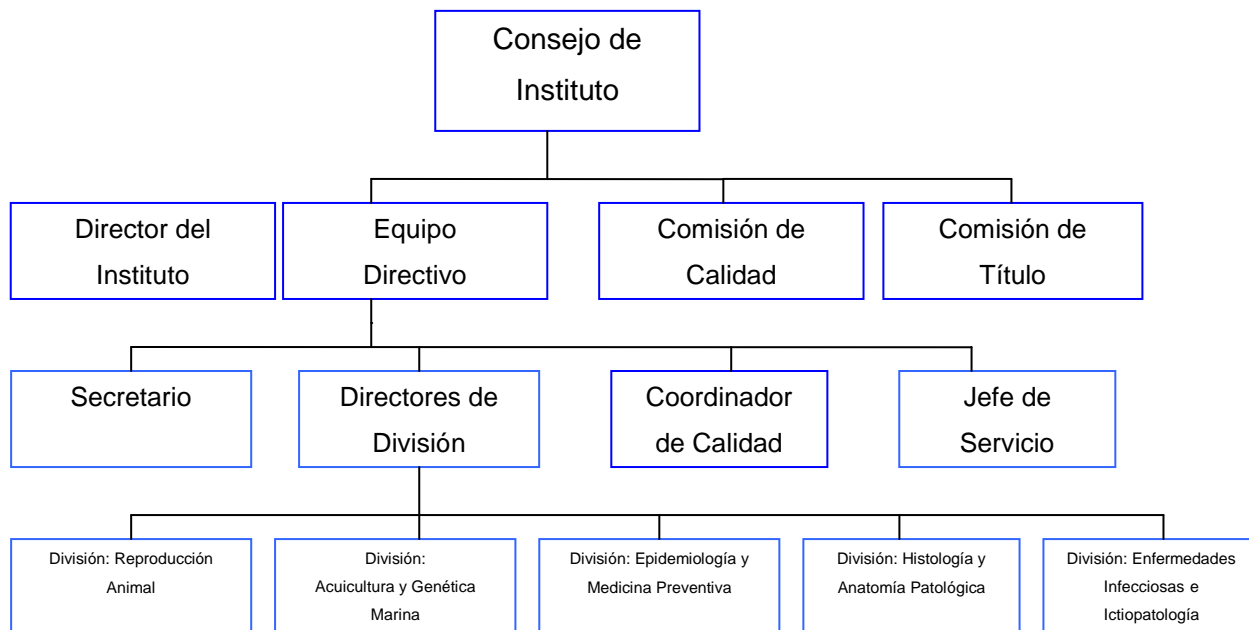 Consejo de
Instituto
Director del
Instituto
Equipo
Directivo
Comisión de
Calidad
Comisión de
Título
Secretario
Directores de
División
Coordinador
de Calidad
Jefe de
Servicio
División: Reproducción
Animal
División:
Acuicultura y Genética
Marina
División: Epidemiología y
Medicina Preventiva
División: Histología y
Anatomía Patológica
División: Enfermedades
Infecciosas e
Ictiopatología